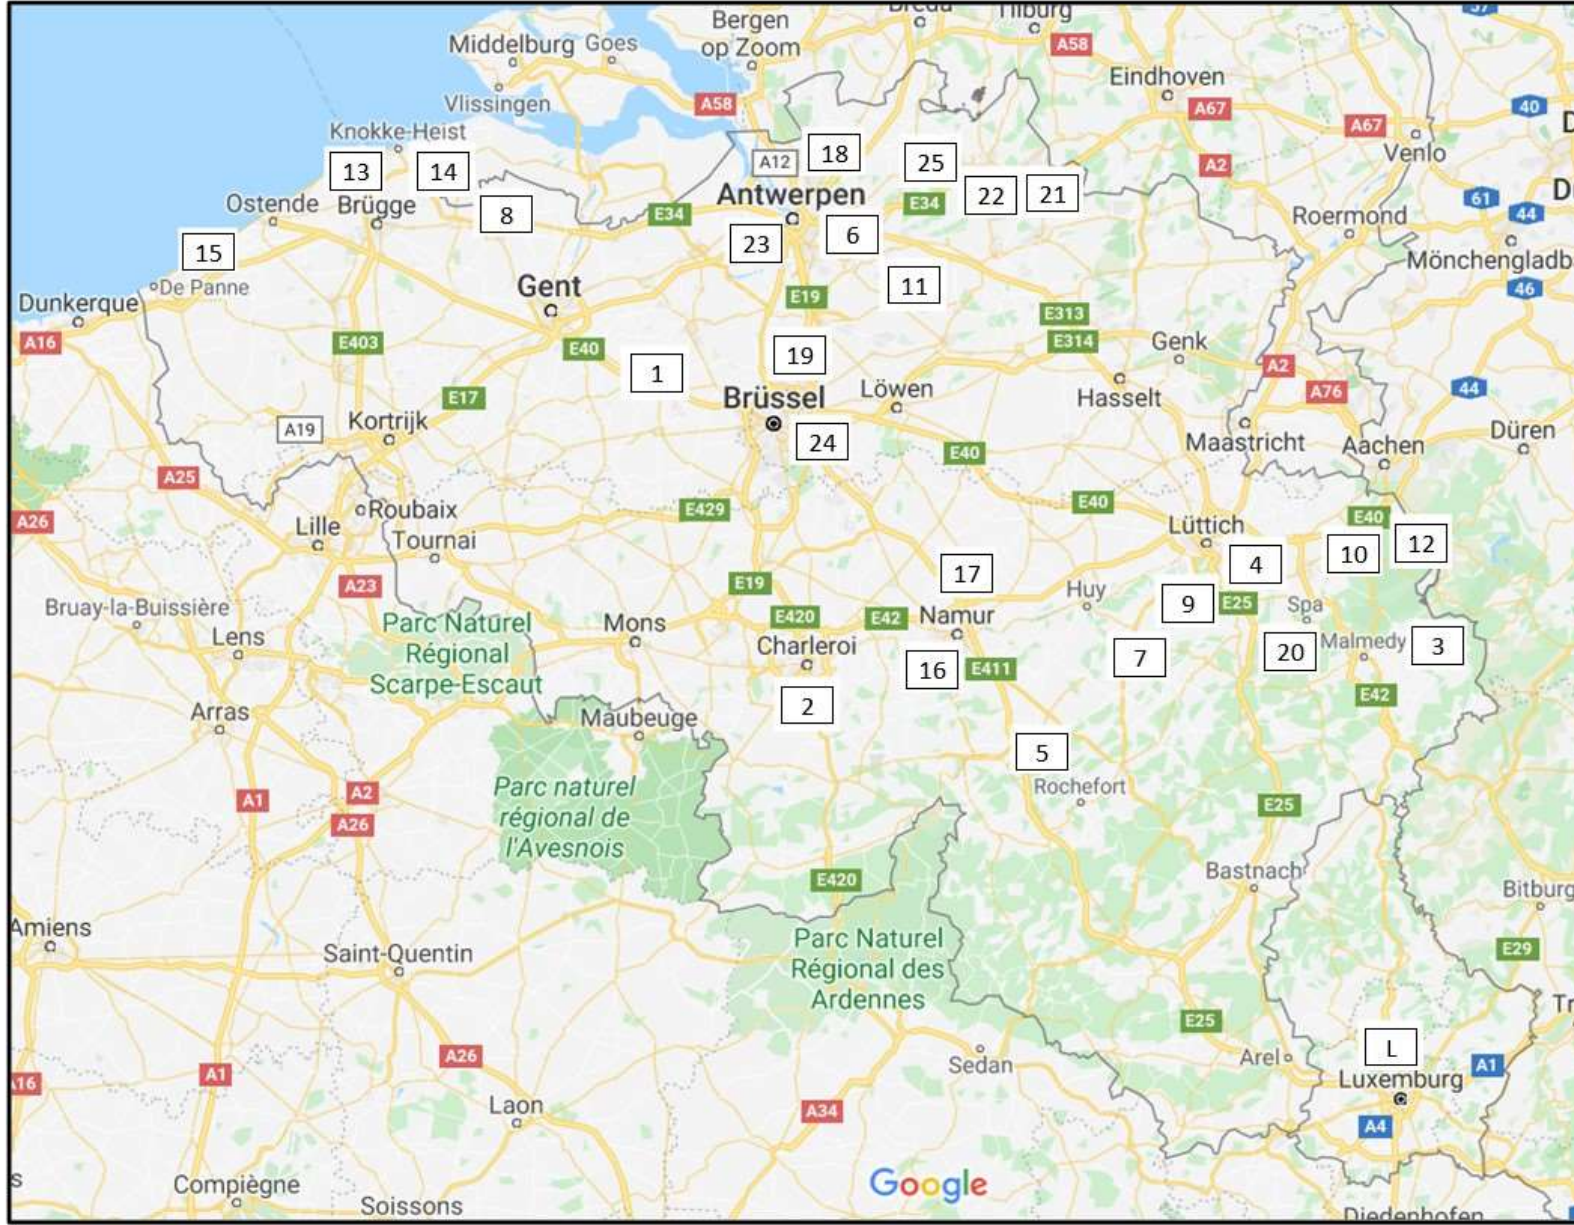 Breda
Tilburg
57
Bergen
op Zoom
Middelburg
Goes
A58
Eindhoven
Vlissingen
A58
A67
40
Knokke-Heist
A67
Venlo
13
14
A12
18
25
A2
Ostende
Brügge
8
Antwerpen
E34
E34
22
21
61
44
Roermond
15
23
6
De Panne
Mönchengladb
Dunkerque
Gent
11
46
E19
E313
A16
E403
E40
E314
Genk
1
19
A2
44
E17
Brüssel
Löwen
Hasselt
A76
A19
Kortrijk
24
Maastricht
Aachen
Düren
A25
E40
A26
Roubaix
E429
E40
Lille
Lüttich
E40
Tournai
10
12
4
A23
E19
17
Huy
9
E25
Spa
Bruay-la-Buissière
Parc Naturel
Régional
Scarpe-Escaut
Lens
Mons
E420
E42
Namur
Charleroi
16
E411
7
20
Malmedy
3
Arras
2
E42
Maubeuge
5
Rochefort
A1
A2
A26
Parc naturel
régional de
l'Avesnois
E25
E420
Bastnach
Bitburg
Amiens
Parc Naturel
Régional des
Ardennes
Saint-Quentin
E29
Tr
E25
A26
Sedan
Arel
L
A1
Luxemburg
A16
A1
Laon
A34
A4
s
Compiègne
Google
Soissons
Diedenhofen